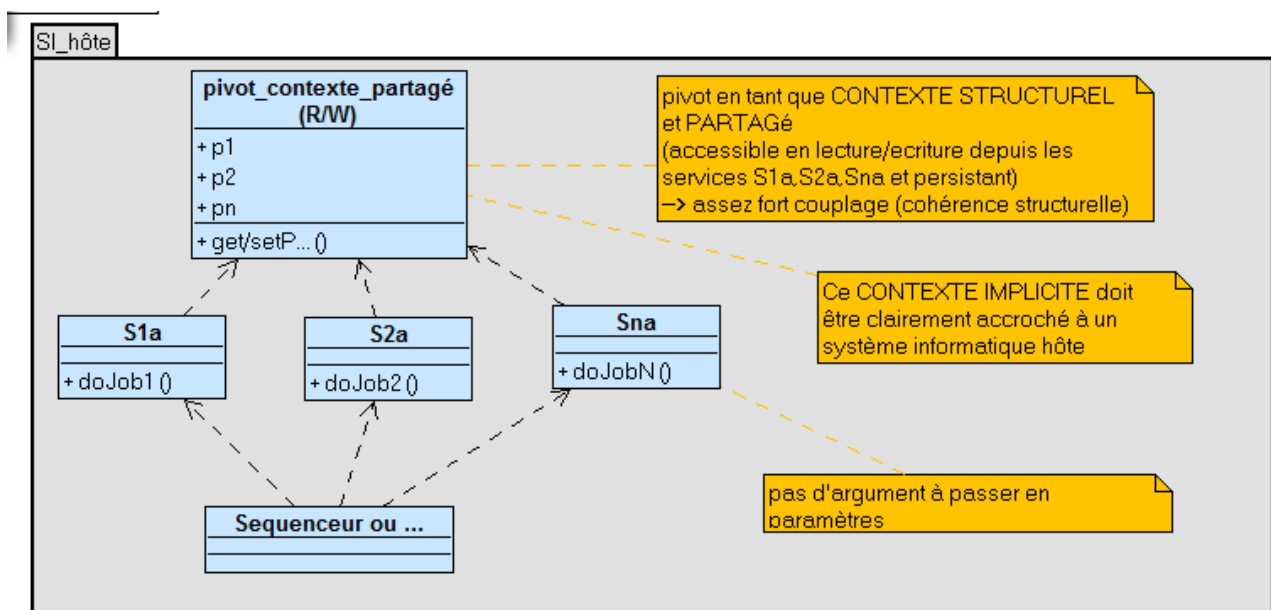 SI_hôte
pivot_contexte_partagé
(R/W)
+ p1
+ p2
+ pn
+ get/setP... ()
pivot en tant que CONTEXTE STRUCTUREL
et PARTAGé
(accessible en lecture/ecriture depuis les
services S1a,S2a,Sna et persistant)
--> assez fort couplage (cohérence structurelle)
Ce CONTEXTE IMPLICITE doit
être clairement accroché à un
système informatique hôte
S1a
+ doJob1 ()
S2a
+ doJob2 ()
Sna
+ doJobN ()
pas d'argument à passer en
paramètres
Sequenceur ou ...